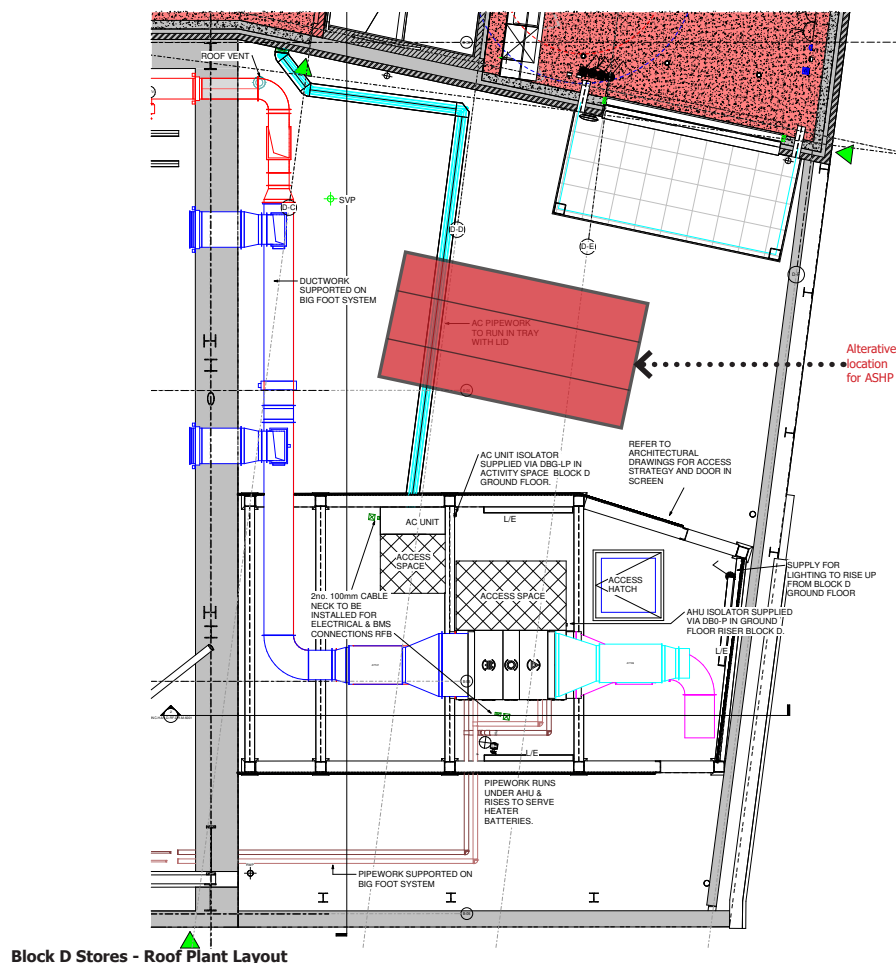 ROOF VENT
D-C
SVP
D-D
D-E
DUCTWORK
SUPPORTED ON
BIG FOOT SYSTEM
AC PIPEWORK
TO RUN IN TRAY
WITH LID
Alterative
location
for ASHP
AC UNIT ISOLATOR
SUPPLIED VIA DBG-LP IN
ACTIVITY SPACE BLOCK D
GROUND FLOOR.
REFER TO
ARCHITECTURAL
DRAWINGS FOR ACCESS
STRATEGY AND DOOR IN
SCREEN
AC UNIT
L/E
ACCESS
SPACE
ACCESS SPACE
ACCESS
HATCH
SUPPLY FOR
LIGHTING TO RISE UP
FROM BLOCK D
GROUND FLOOR
2no. 100mm CABLE
NECK TO BE
INSTALLED FOR
ELECTRICAL & BMS
CONNECTIONS RFB
AHU ISOLATOR SUPPLIED
VIA DB0-P IN GROUND
FLOOR RISER BLOCK D.
L/E
L/E
PIPEWORK RUNS
UNDER AHU &
RISES TO SERVE
HEATER
BATTERIES.
PIPEWORK SUPPORTED ON
BIG FOOT SYSTEM
Block D Stores - Roof Plant Layout